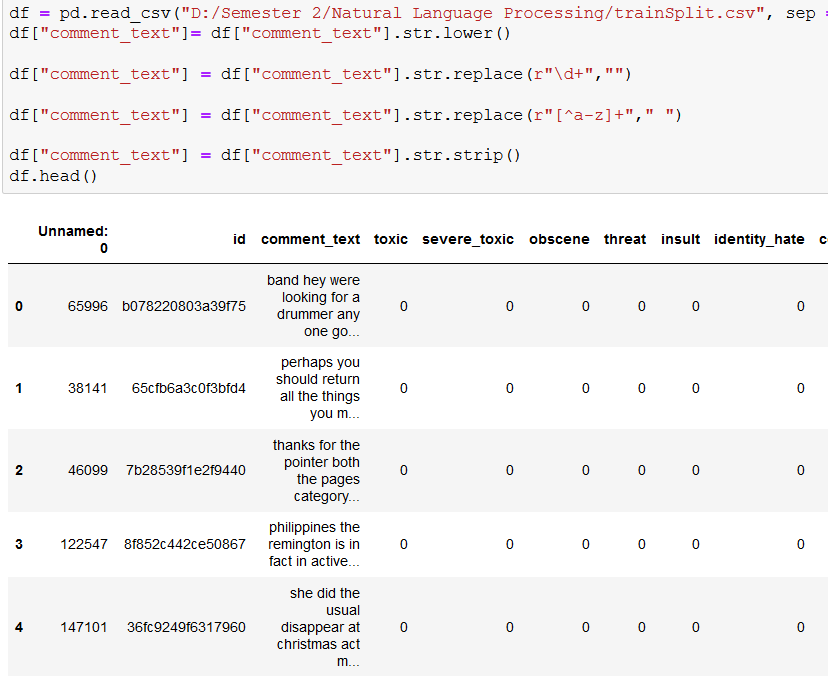 df = pd.read_csv("D:/Semester 2/Natural Language Processing/trainSplit.csv", sep =
df["comment_text"]= df["comment_text"].str.lower()
df["comment_text"] = df["comment_text"].str.replace(r"\d+","")
df["comment_text"] = df["comment_text"].str.replace(r"[^a-z]+"," ")
df["comment_text"] = df["comment_text"].str.strip()
df.head()
Unnamed: 0 id comment_text toxic severe_toxic obscene threat insult identity_hate
0 65996 b078220803a39f75 band hey were looking for a drummer any one go... 0 0 0 0 0 0
1 38141 65cfb6a3c0f3bfd4 perhaps you should return all the things you m... 0 0 0 0 0 0
2 46099 7b28539f1e2f9440 thanks for the pointer both the pages category... 0 0 0 0 0 0
3 122547 8f852c442ce50867 philippines the remington is in fact in active... 0 0 0 0 0 0
4 147101 36fc9249f6317960 she did the usual disappear at christmas act m... 0 0 0 0 0 0